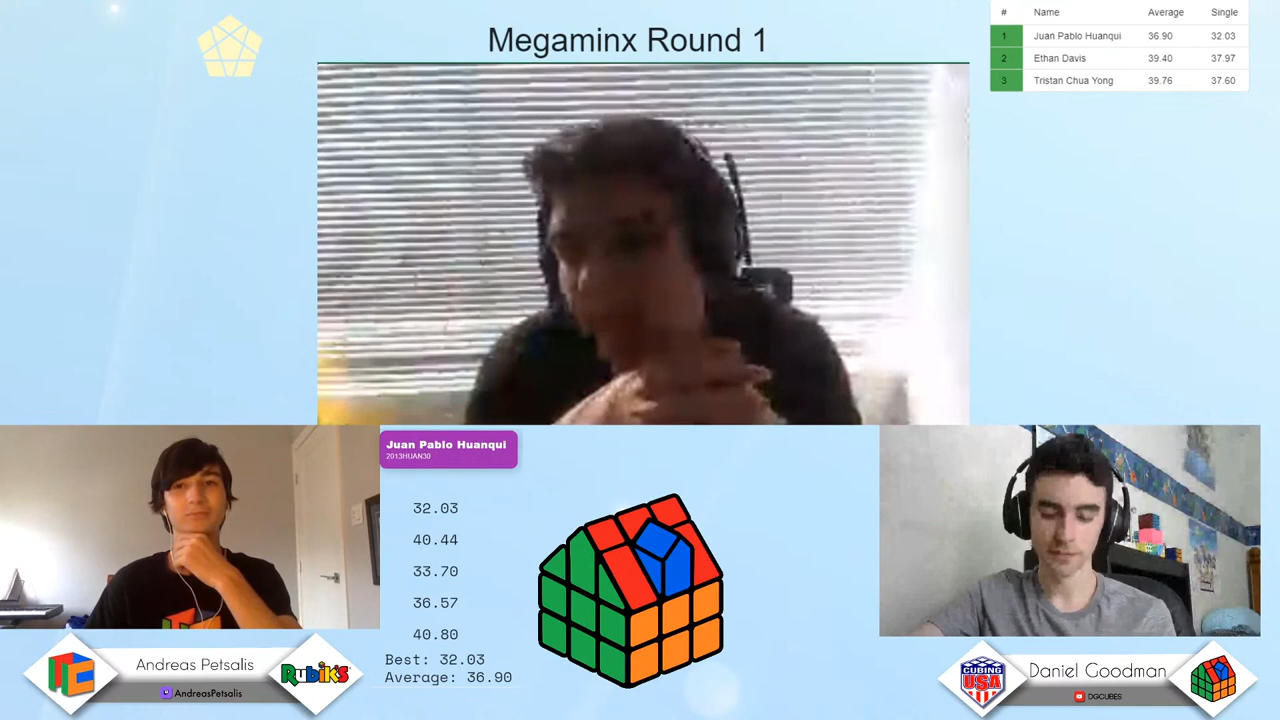 Megaminx Round 1
# Name Average Single
1 Juan Pablo Huanqui 36.90 32.03
2 Ethan Davis 39.40 37.97
3 Tristan Chua Yong 39.76 37.60
Juan Pablo Huanqui
2013HUAN30
32.03
40.44
33.70
36.57
40.80
Best: 32.03
Average: 36.90
Andreas Petsalis
RUBIK'S
AndreasPetsalis
CUBING
USA
Daniel Goodman
DGCUBES